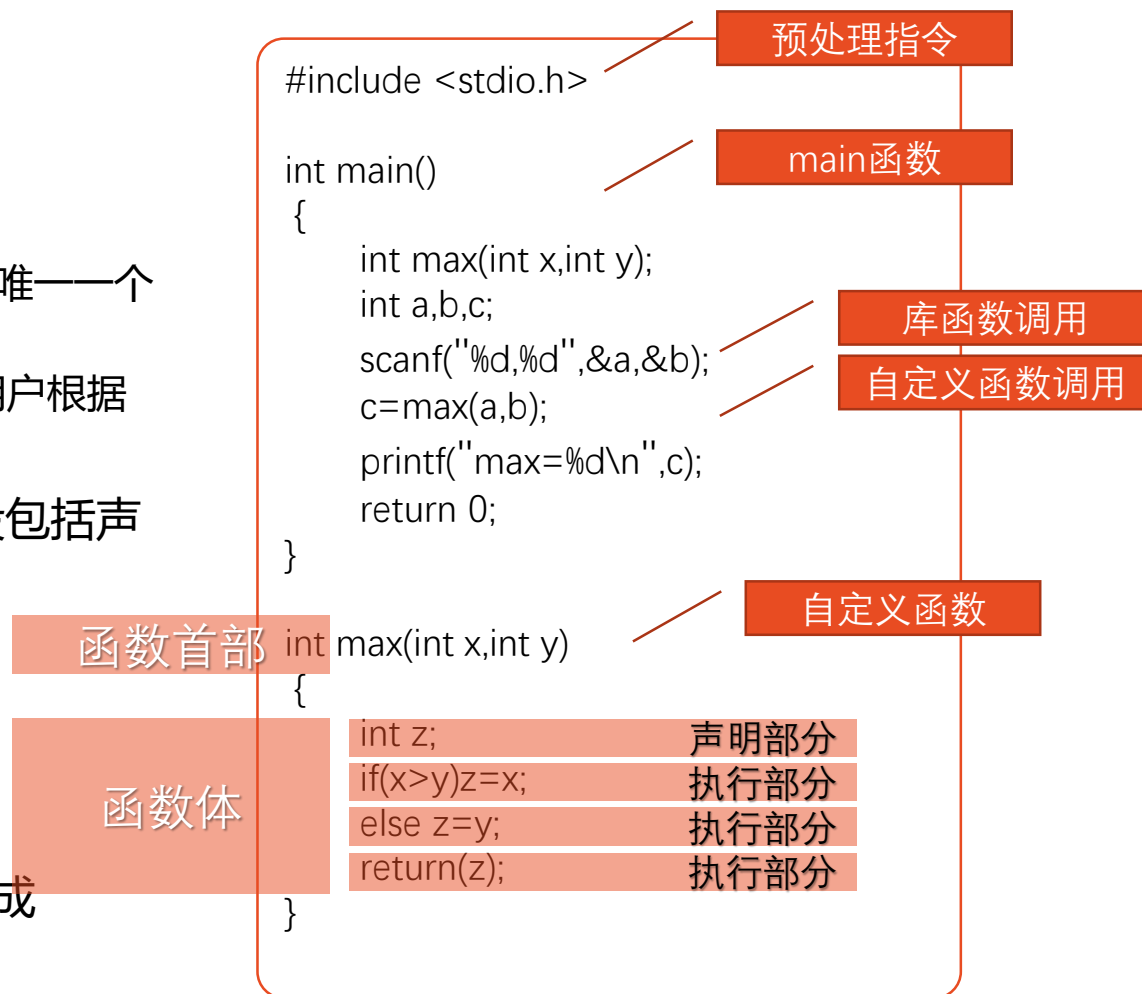 预处理指令
#include <stdio.h>
main函数
int main()
{
int max(int x,int y);
唯一一个
int a,b,c;
库函数调用
scanf("%d,%d",&a,&b);
自定义函数调用
用户根据
c=max(a,b);
printf("max=%d\n",c);
包括声
return 0;
}
自定义函数
函数首部
int max(int x,int y)
{
int z; 声明部分
if(x>y)z=x; 执行部分
函数体
else z=y; 执行部分
return(z); 执行部分
成
}